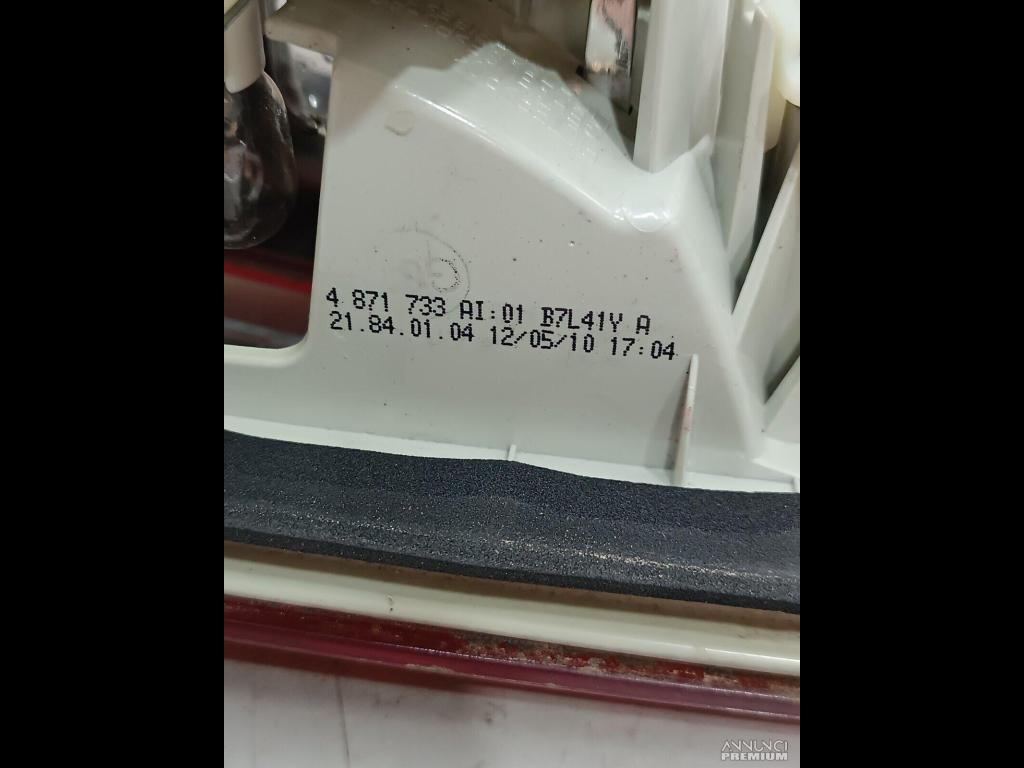 4 871 733 AI:01 B7L41Y A
21.84.01.04 12/05/10 17:04
ANNUNCI
PREMIUM